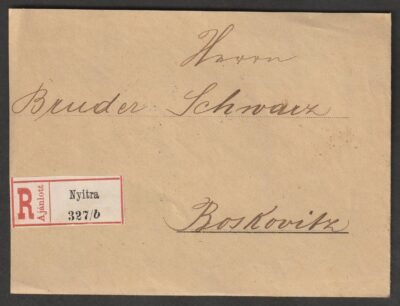 Herrn
Bruder Schwarz
R Ajánlott
Nyitra
327/b
Boskovitz